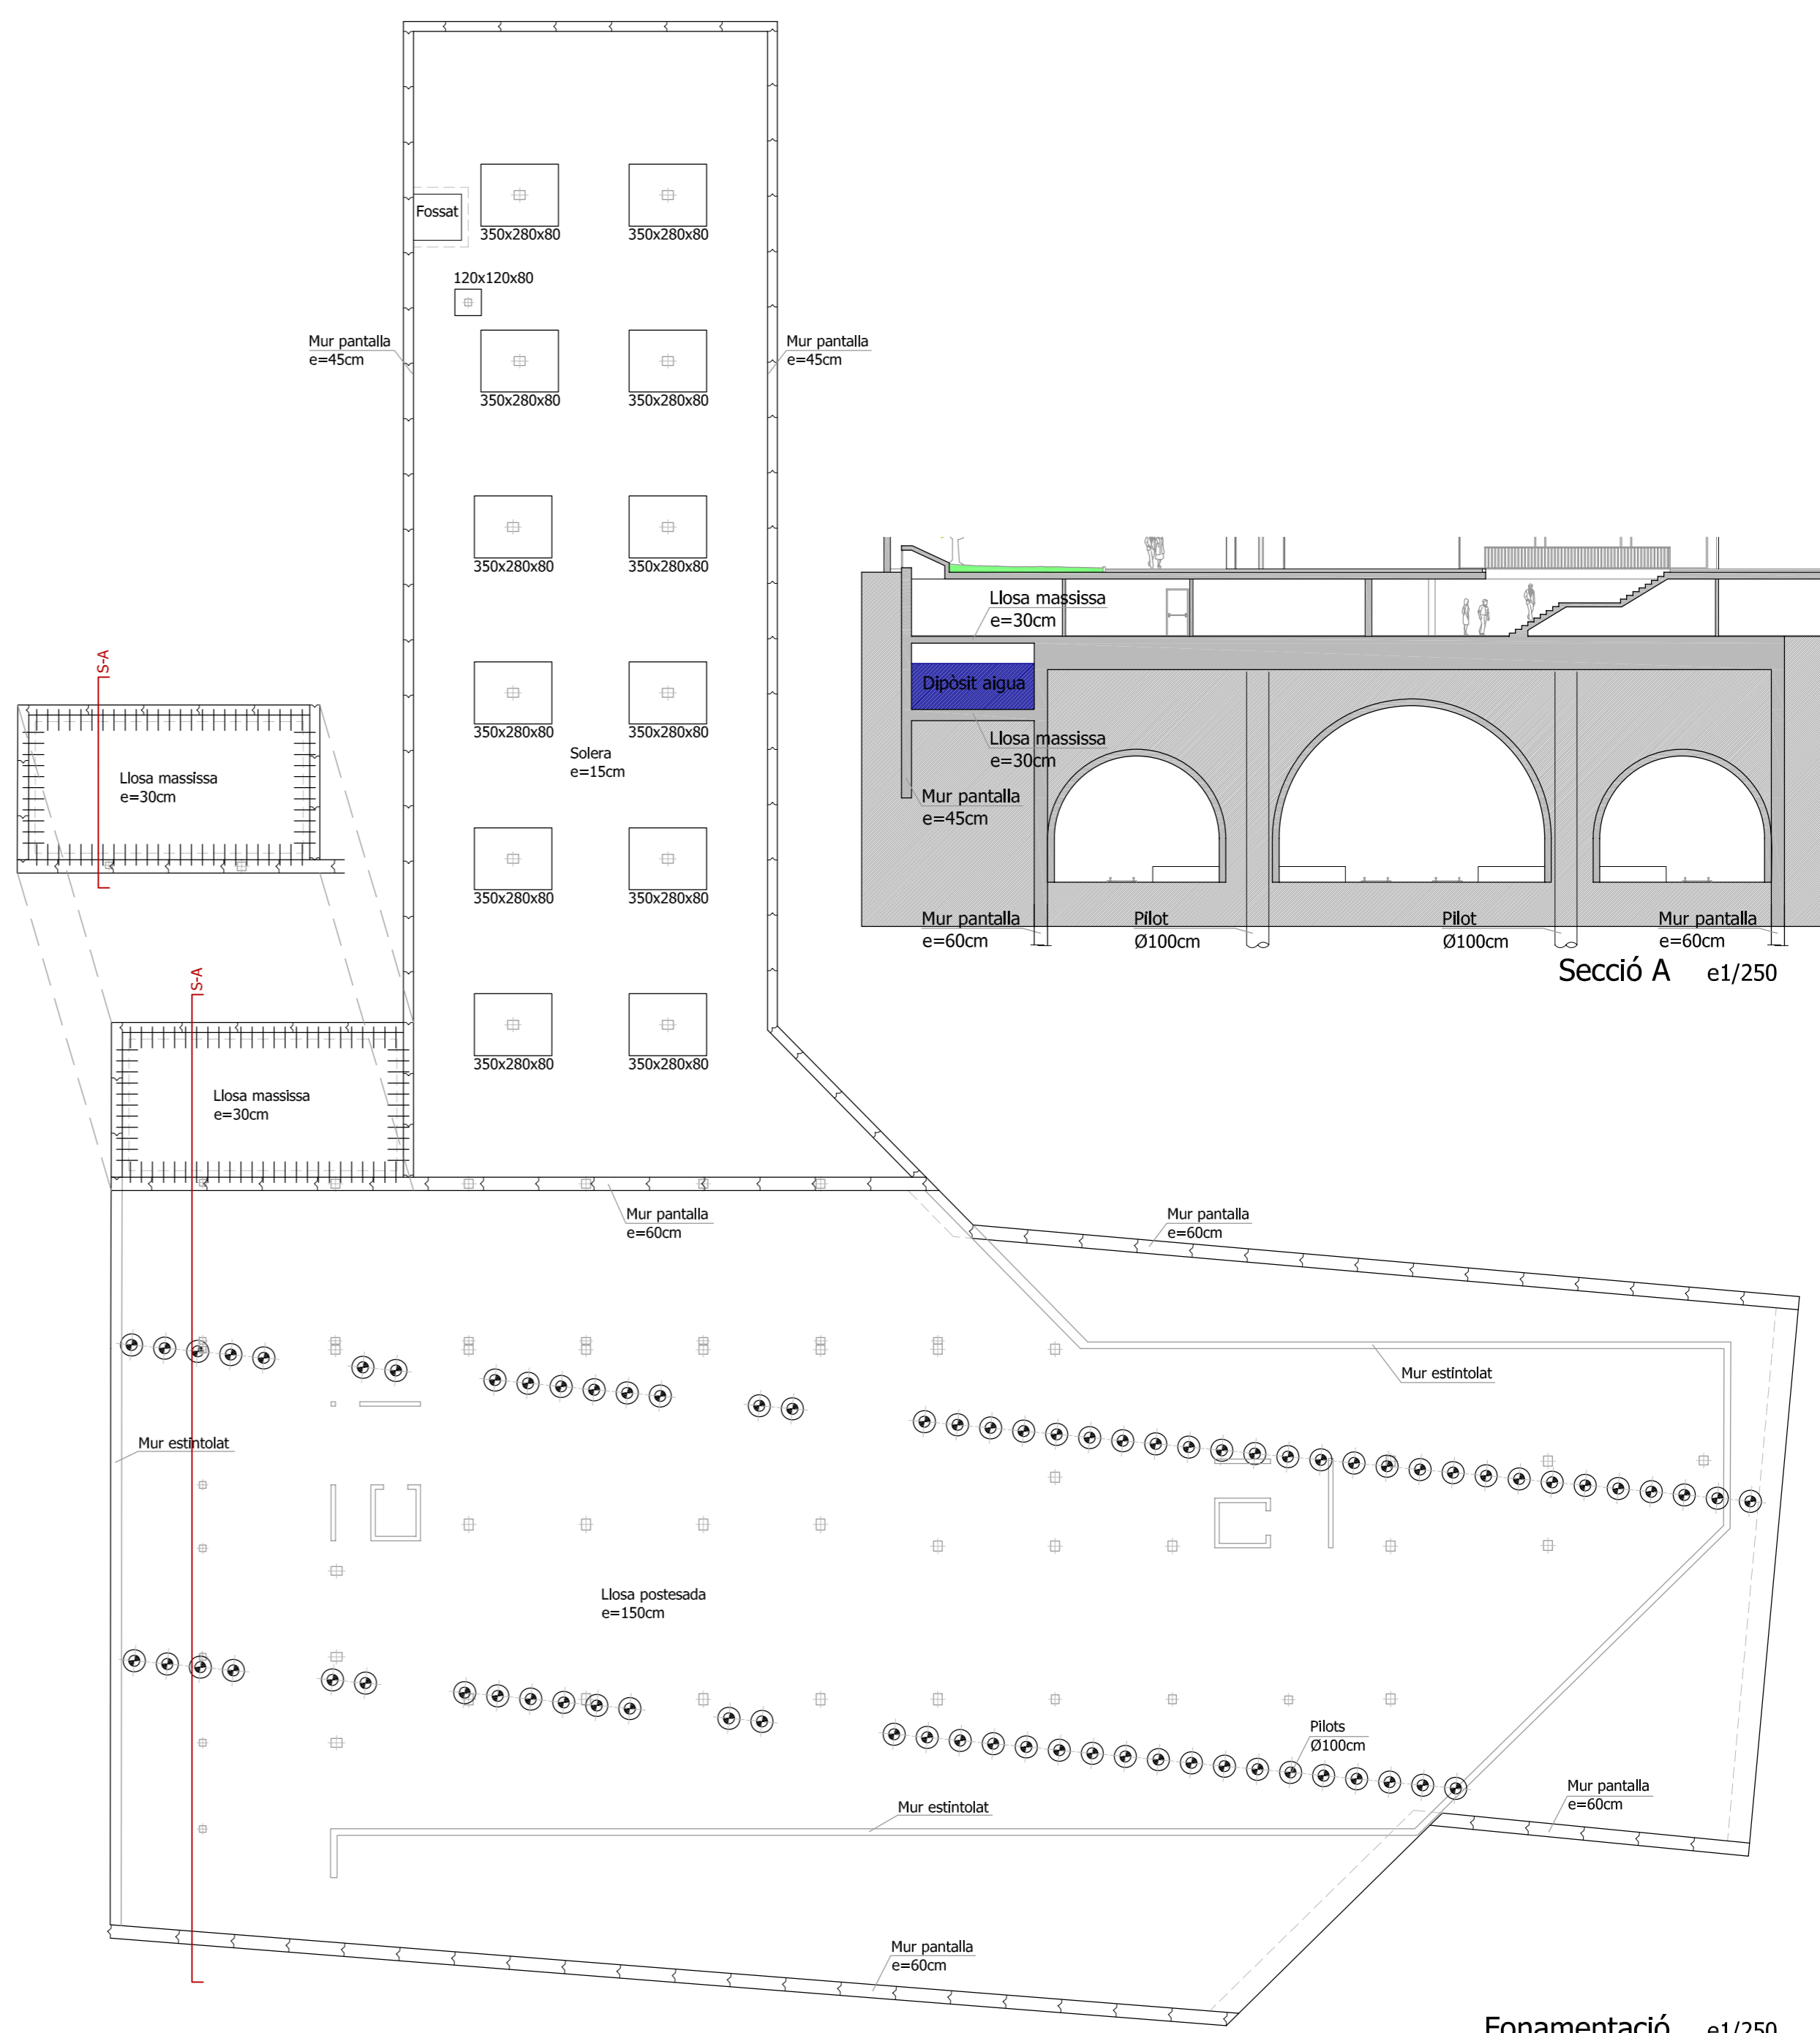 Fossat
350x280x80
350x280x80
120x120x80
Mur pantalla
e=45cm
Mur pantalla
e=45cm
350x280x80
350x280x80
350x280x80
350x280x80
Llosa massissa
e=30cm
S-A
Dipòsit aigua
350x280x80
350x280x80
Solera
e=15cm
Llosa massissa
e=30cm
Llosa massissa
e=30cm
Mur pantalla
e=45cm
350x280x80
350x280x80
Mur pantalla
e=60cm
Pilot
Ø100cm
Pilot
Ø100cm
Mur pantalla
e=60cm
Secció A e1/250
S-A
350x280x80
350x280x80
Llosa massissa
e=30cm
Mur pantalla
e=60cm
Mur pantalla
e=60cm
Mur estintolat
Mur estintolat
Llosa postesada
e=150cm
Pilots
Ø100cm
Mur pantalla
e=60cm
Mur estintolat
Mur pantalla
e=60cm
Fonamentació e1/250